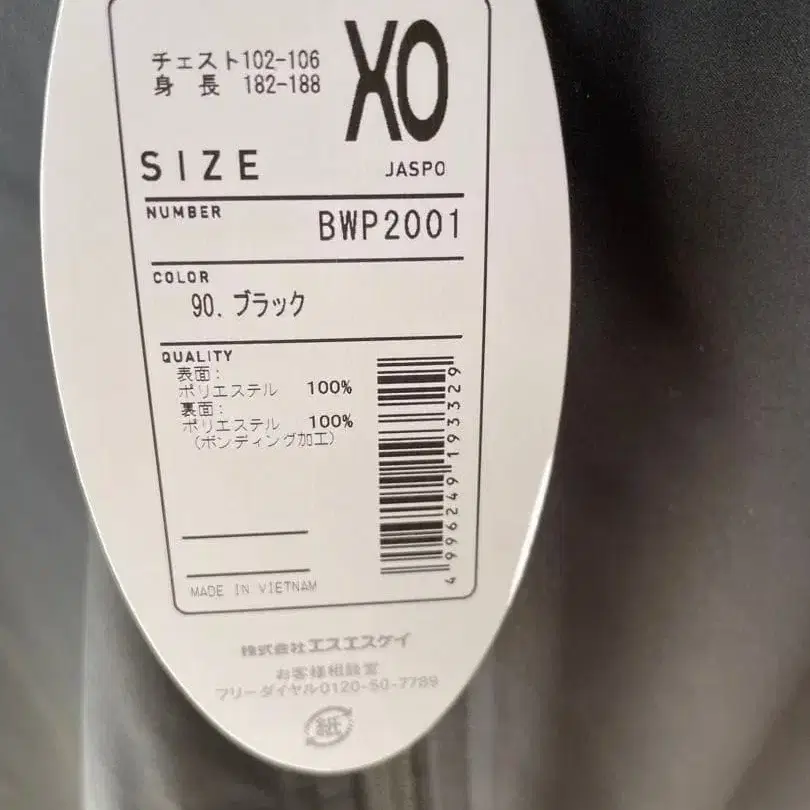 チェスト102-106
身 長 182-188
XO
SIZE
JASPO
NUMBER
BWP2001
COLOR
90. ブラック
QUALITY
表面:
ポリエステル 100%
裏面:
ポリエステル 100%
(ボンディング加工)
4996249193329
MADE IN VIETNAM
株式会社エスエスケイ
お客様相談室
フリーダイヤル0120-50-7789
紙